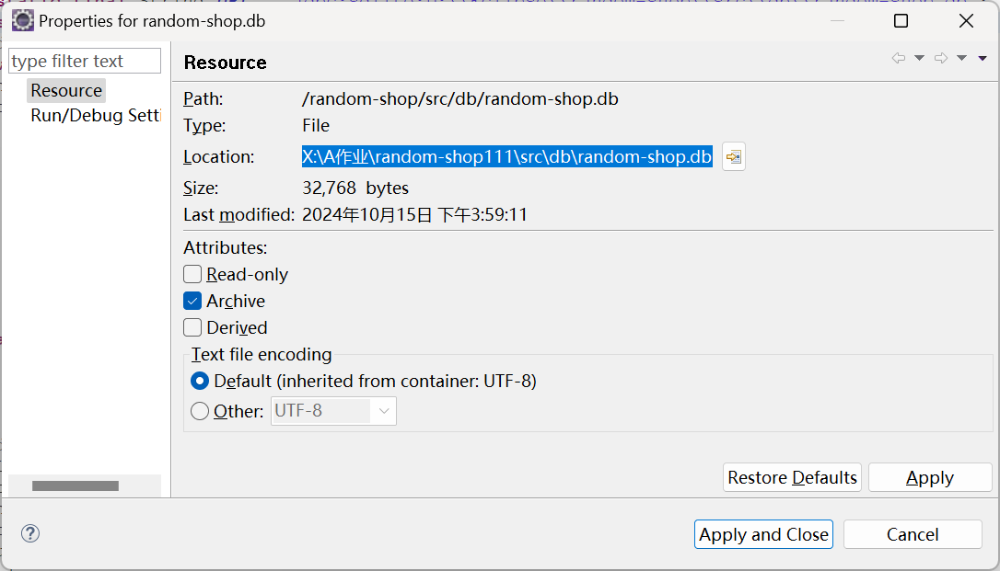 Properties for random-shop.db
type filter text
Resource
Resource
Run/Debug Setti
Path: /random-shop/src/db/random-shop.db
Type: File
Location: X:\A作业\random-shop111\src\db\random-shop.db
Size: 32,768 bytes
Last modified: 2024年10月15日 下午3:59:11
Attributes:
Read-only
Archive
Derived
Text file encoding
Default (inherited from container: UTF-8)
Other: UTF-8
Restore Defaults Apply
Apply and Close Cancel